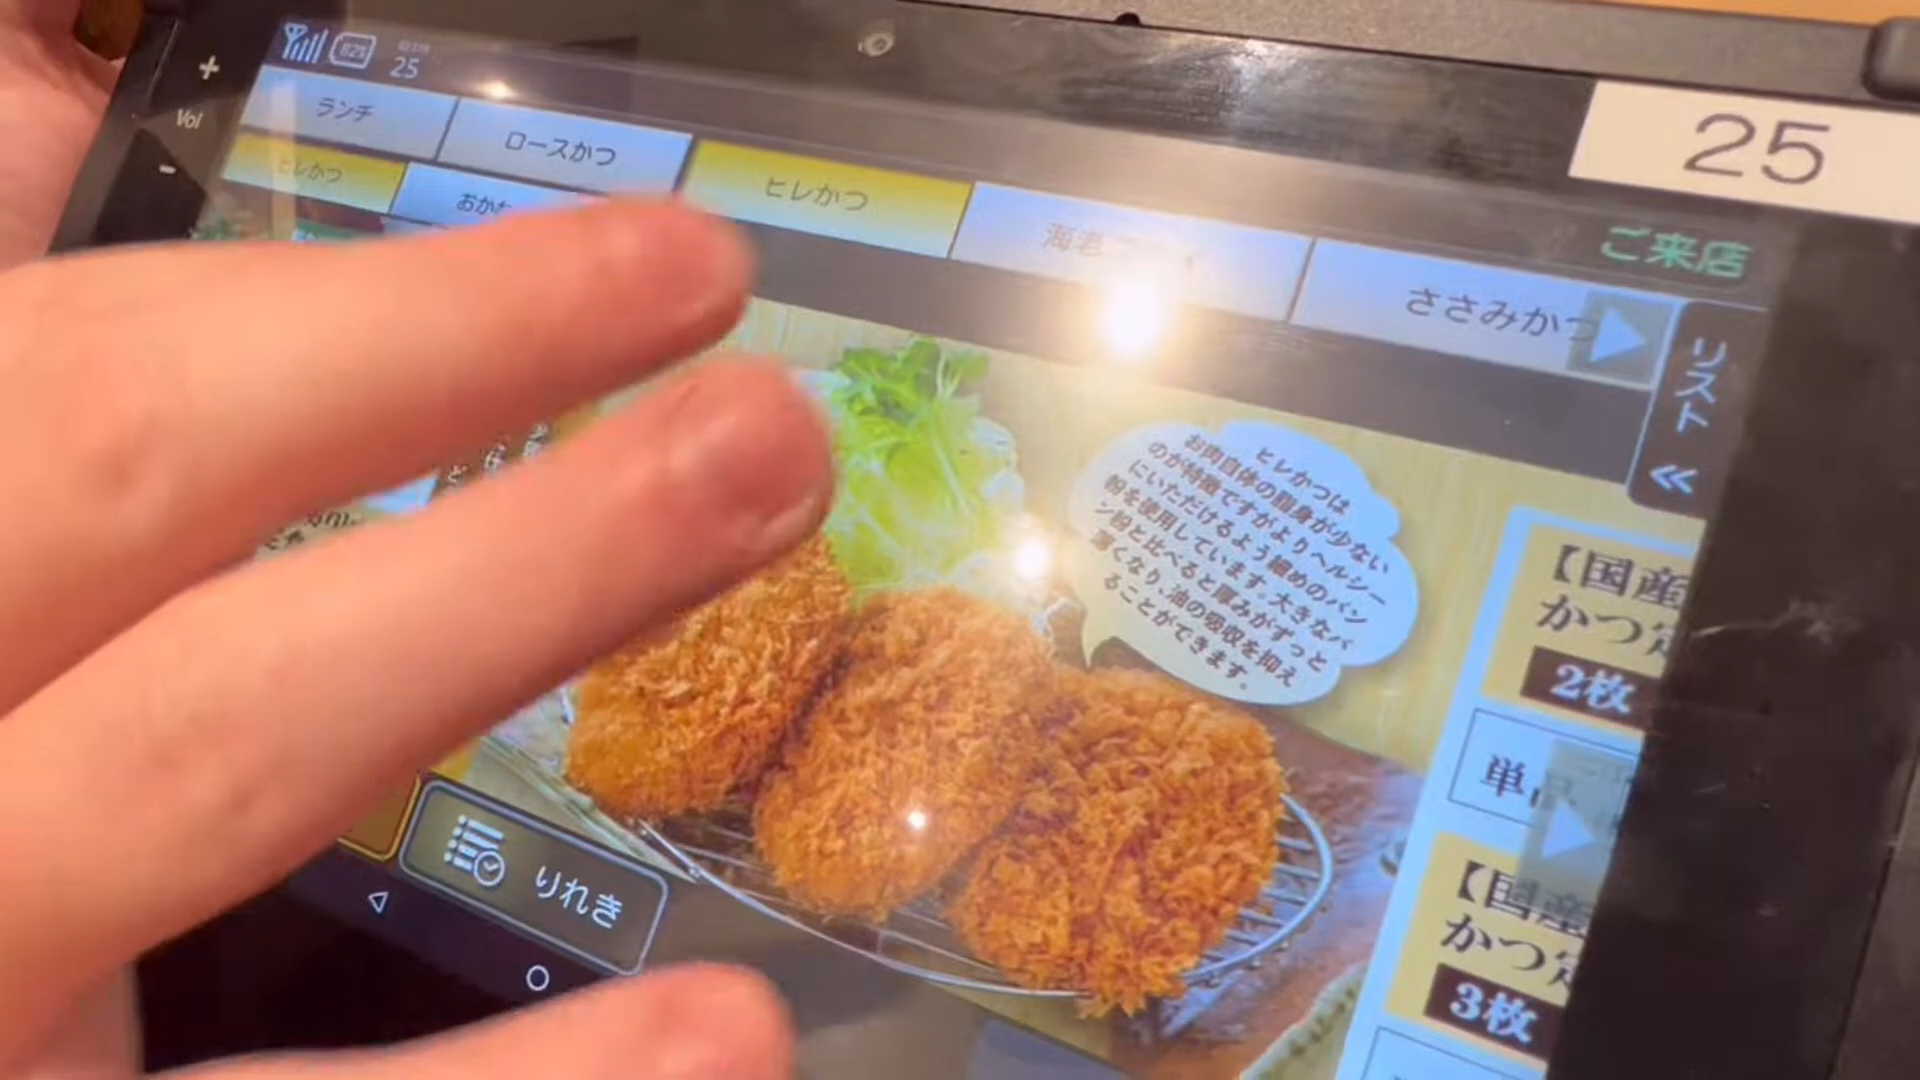 +
Vol
-
25
25
ご来店
ランチ
ロースかつ
ヒレかつ
ささみかつ
ヒレかつ
リスト
ヒレかつは
お肉自体の脂身が少ない
のが特徴ですがよりヘルシー
にいただけるよう細めのパン
粉を使用しています。大きなパ
ン粉と比べると厚みがずっと
薄くなり、油の吸収を抑え
ることができます。
【国産
かつ定
2枚
単品
【国産
かつ定
3枚
りれき